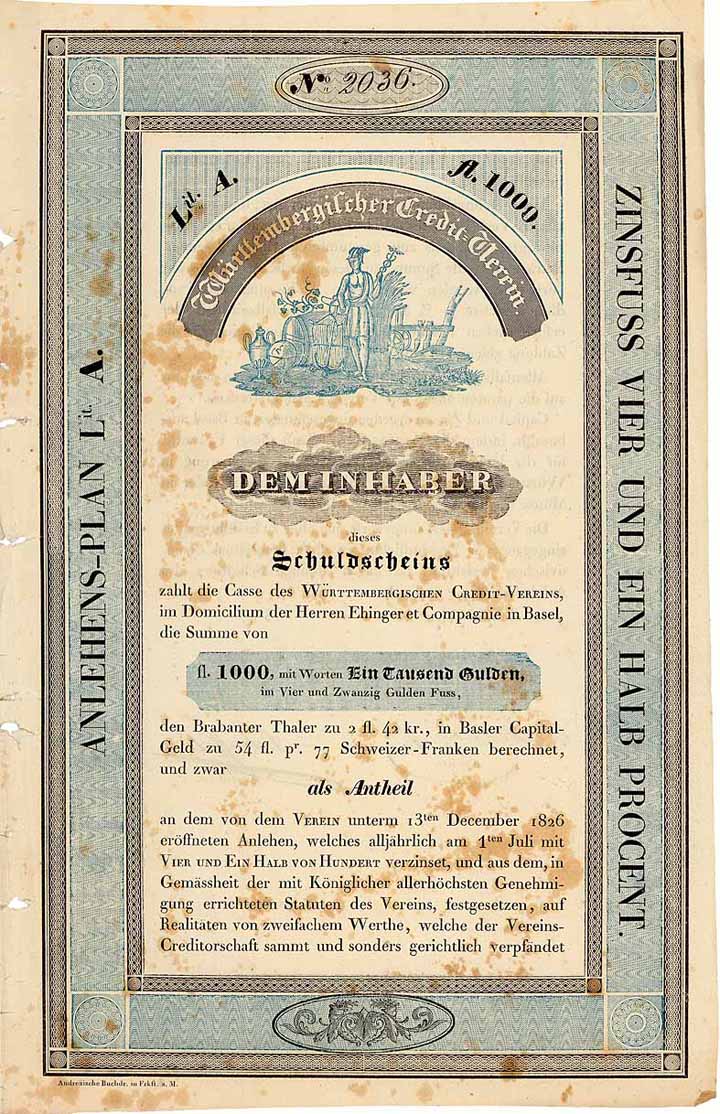 No. 2036.
Lit. A.
fl. 1000.
Württembergischer Credit-Verein.
ANLEHENS-PLAN Lit. A.
ZINSFUSS VIER UND EIN HALB PROCENT.
DEM INHABER
dieses
Schuldscheins
zahlt die Casse des WÜRTTEMBERGISCHEN CREDIT-VEREINS,
im Domicilium der Herren Ehinger et Compagnie in Basel,
die Summe von
fl. 1000, mit Worten Ein Tausend Gulden,
im Vier und Zwanzig Gulden Fuss,
den Brabanter Thaler zu 2 fl. 42 kr., in Basler Capital-
Geld zu 54 fl. pr. 77 Schweizer-Franken berechnet,
und zwar
als Antheil
an dem von dem VEREIN unterm 13ten December 1826
eröffneten Anlehen, welches alljährlich am 1ten Juli mit
VIER UND EIN HALB VON HUNDERT verzinset, und aus dem, in
Gemässheit der mit Königlicher allerhöchsten Genehmi-
gung errichteten Statuten des Vereins, festgesetzen, auf
Realitäten von zweifachem Werthe, welche der Vereins-
Creditorschaft sammt und sonders gerichtlich verpfändet
Andreäische Buchdr. in Frkft. a. M.